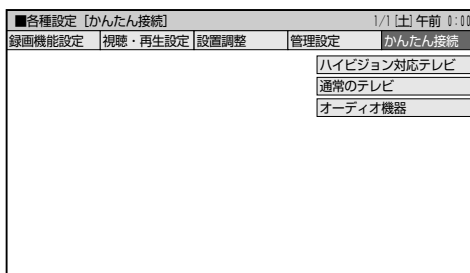 ■各種設定 [かんたん接続] 1/1 [土] 午前 0:00
録画機能設定 視聴・再生設定 設置調整 管理設定 かんたん接続
ハイビジョン対応テレビ
通常のテレビ
オーディオ機器